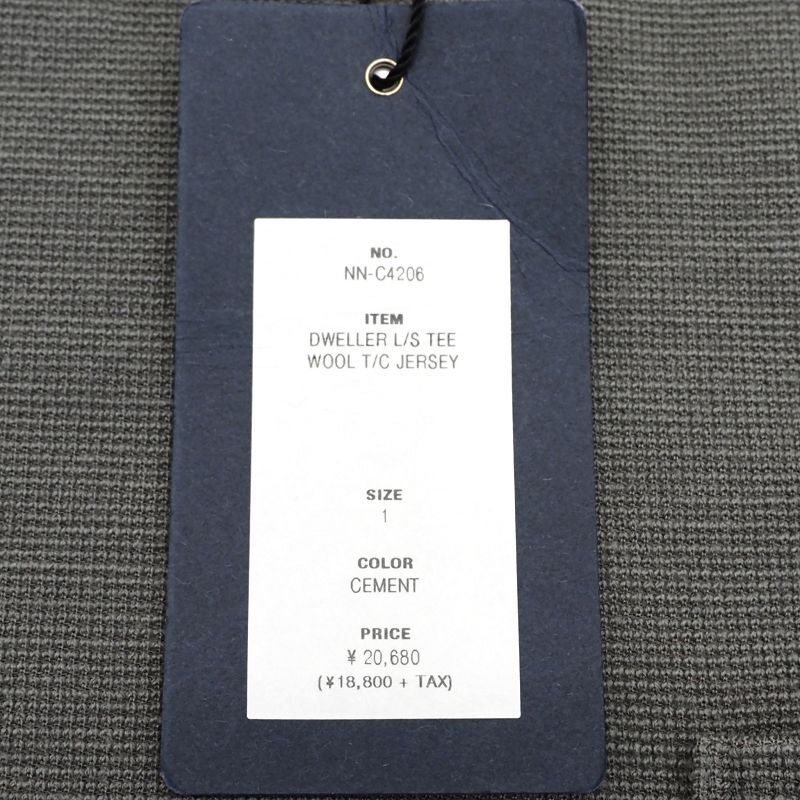 NO.
NN-C4206
ITEM
DWELLER L/S TEE
WOOL T/C JERSEY
SIZE
1
COLOR
CEMENT
PRICE
¥ 20,680
(¥18,800 + TAX)